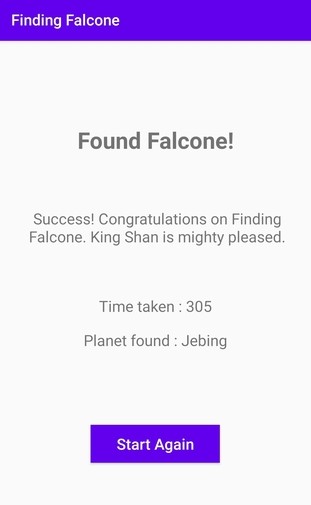 Finding Falcone
Found Falcone!
Success! Congratulations on Finding
Falcone. King Shan is mighty pleased.
Time taken : 305
Planet found : Jebing
Start Again